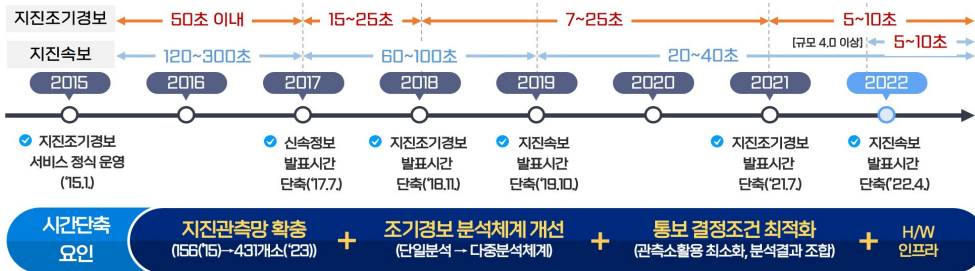 지진조기경보 50초 이내 15~25초 7~25초 5~10초
지진속보 120~300초 60~100초 20~40초 [규모 4.0 이상] 5~10초
2015 2016 2017 2018 2019 2020 2021 2022
지진조기경보
서비스 정식 운영
('15.1.)
신속정보
발표시간
단축('17.7.)
지진조기경보
발표시간
단축('18.11.)
지진속보
발표시간
단축('19.10.)
지진조기경보
발표시간
단축('21.7.)
지진속보
발표시간
단축('22.4.)
시간단축
요인
지진관측망 확충
(156('15)→431개소('23))
+
조기경보 분석체계 개선
(단일분석 → 다중분석체계)
+
통보 결정조건 최적화
(관측소활용 최소화, 분석결과 조합)
+
H/W
인프라